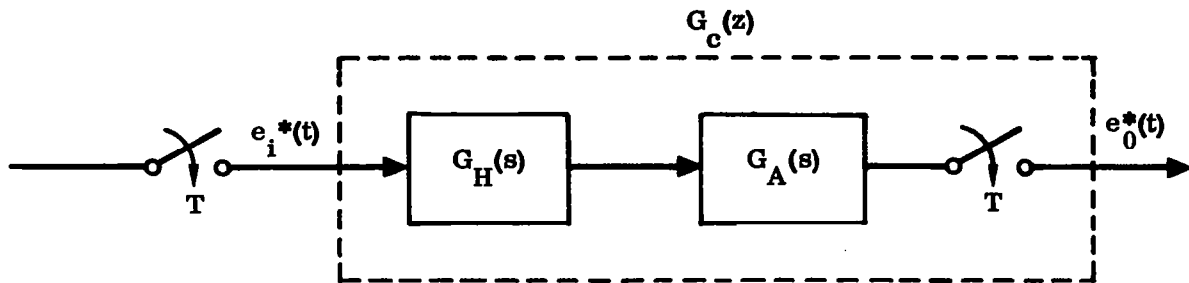 G_c(z)
e_i*(t)
G_H(s)
G_A(s)
e_0^*(t)
T
T